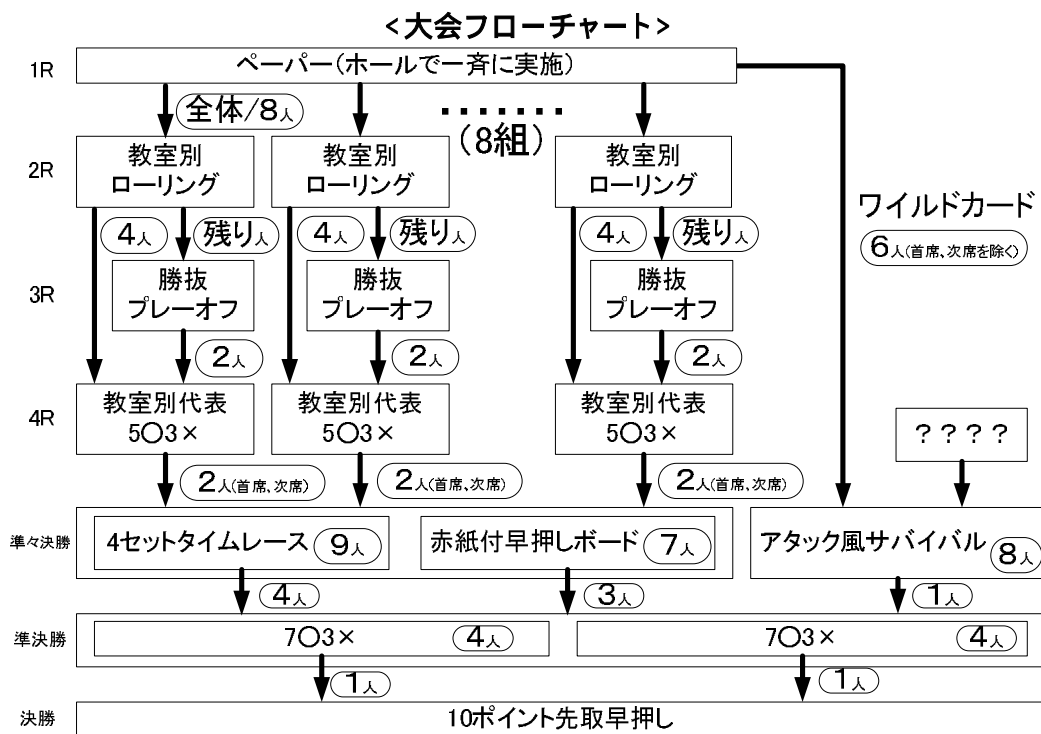 <大会フローチャート>
1R
ペーパー(ホールで一斉に実施)
全体/8人
.......
(8組)
2R
教室別
ローリング
教室別
ローリング
教室別
ローリング
ワイルドカード
6人(首席、次席を除く)
4人
残り人
4人
残り人
4人
残り人
3R
勝抜
プレーオフ
勝抜
プレーオフ
勝抜
プレーオフ
2人
2人
2人
4R
教室別代表
5○3×
教室別代表
5○3×
教室別代表
5○3×
????
2人(首席、次席)
2人(首席、次席)
2人(首席、次席)
準々決勝
4セットタイムレース 9人
赤紙付早押しボード 7人
アタック風サバイバル 8人
4人
3人
1人
準決勝
7○3× 4人
7○3× 4人
1人
1人
決勝
10ポイント先取早押し